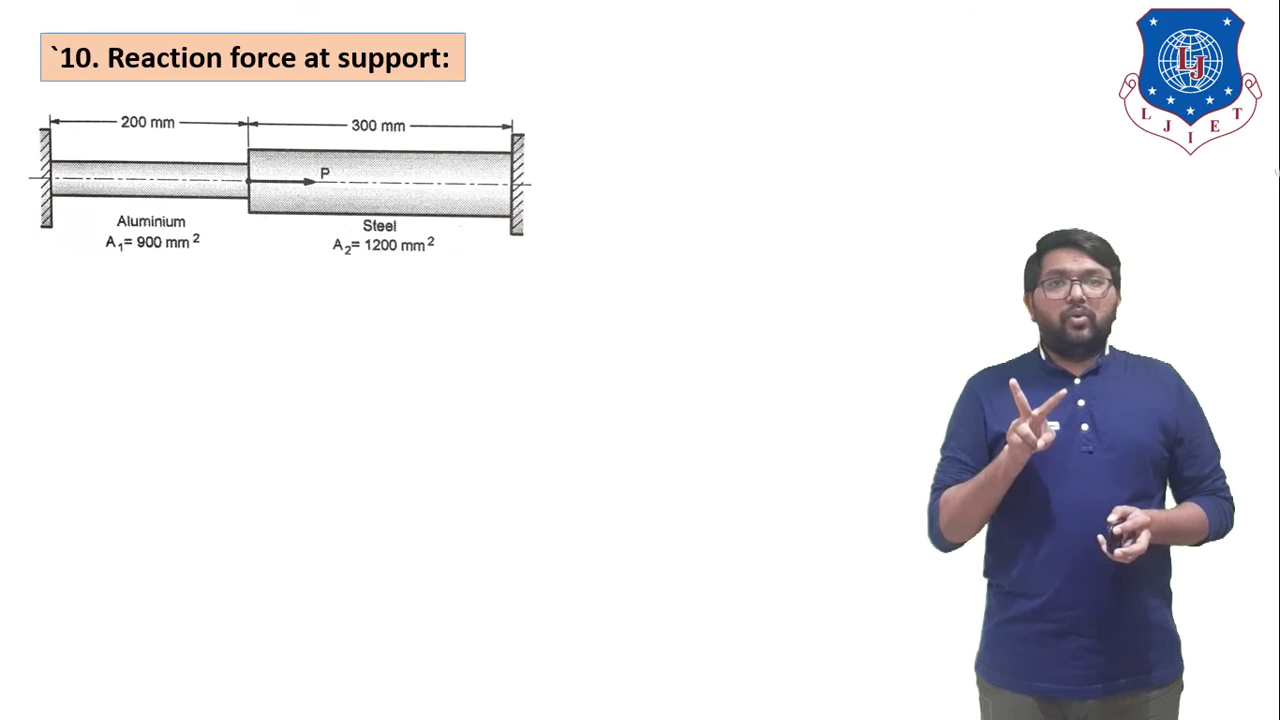 `10. Reaction force at support:
200 mm
300 mm
P
Aluminium
A₁= 900 mm²
Steel
A₂= 1200 mm²
LJ
L J I E T